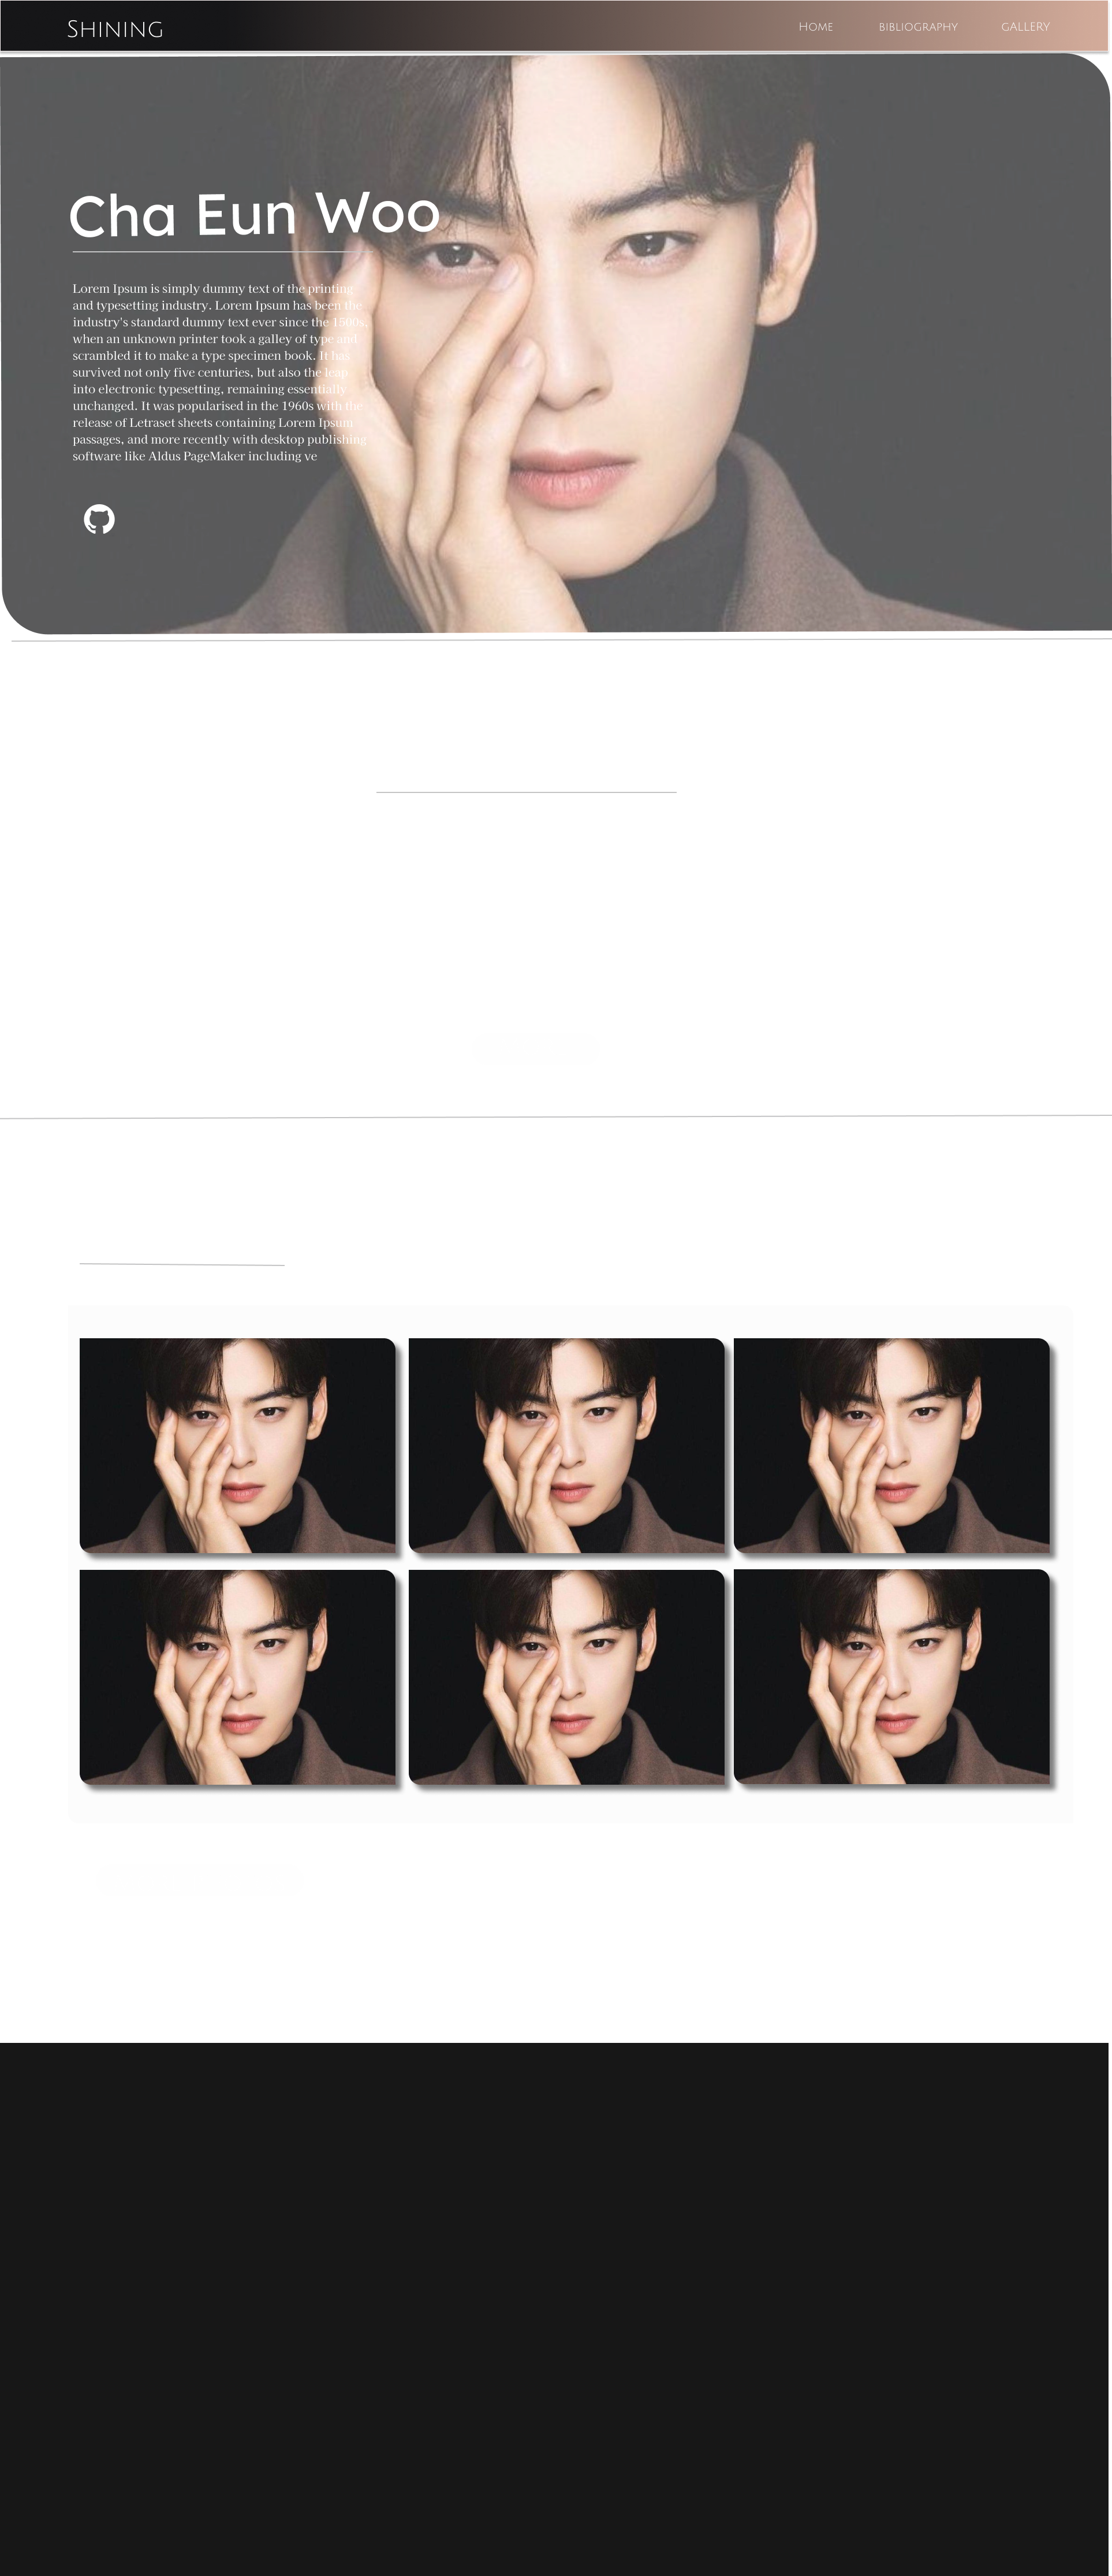 SHINING
HOME
BIBLIOGRAPHY
gALLERY
Cha Eun Woo
Lorem Ipsum is simply dummy text of the printing
and typesetting industry. Lorem Ipsum has been the
industry's standard dummy text ever since the 1500s,
when an unknown printer took a galley of type and
scrambled it to make a type specimen book. It has
survived not only five centuries, but also the leap
into electronic typesetting, remaining essentially
unchanged. It was popularised in the 1960s with the
release of Letraset sheets containing Lorem Ipsum
passages, and more recently with desktop publishing
software like Aldus PageMaker including ve